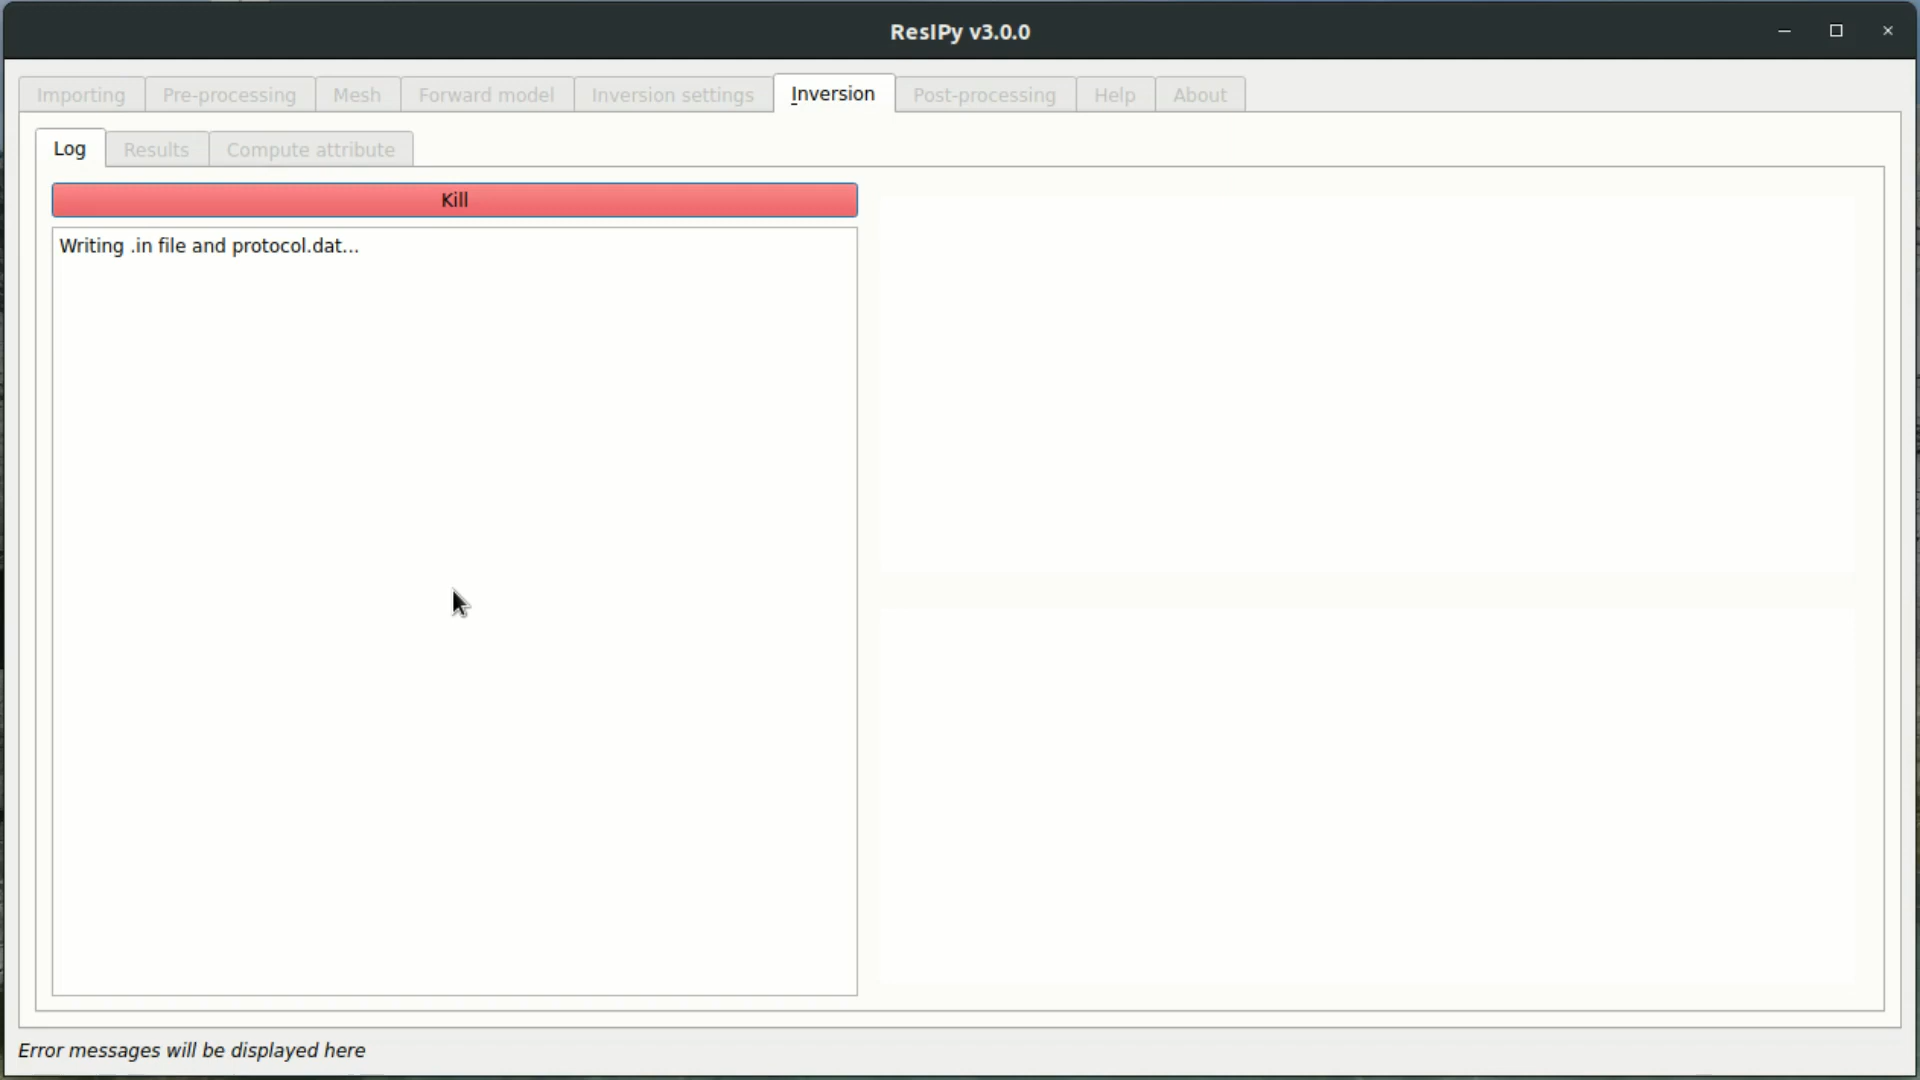 ResIPy v3.0.0
Importing Pre-processing Mesh Forward model Inversion settings Inversion Post-processing Help About
Log Results Compute attribute
Kill
Writing .in file and protocol.dat...
Error messages will be displayed here